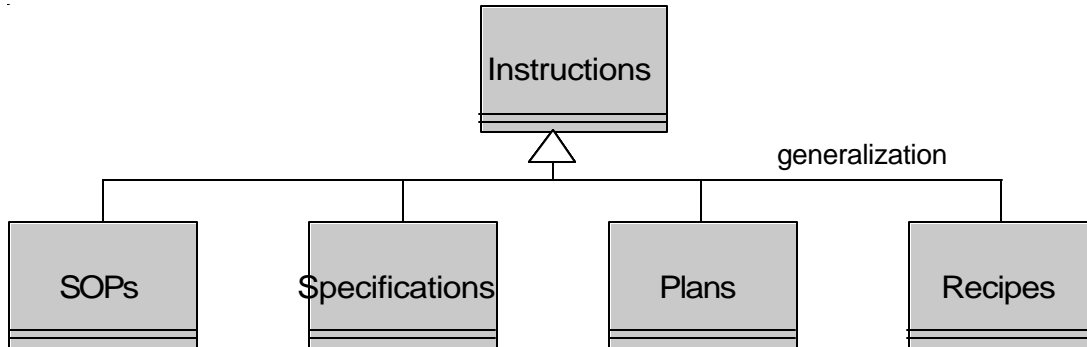 Instructions
generalization
SOPs
Specifications
Plans
Recipes